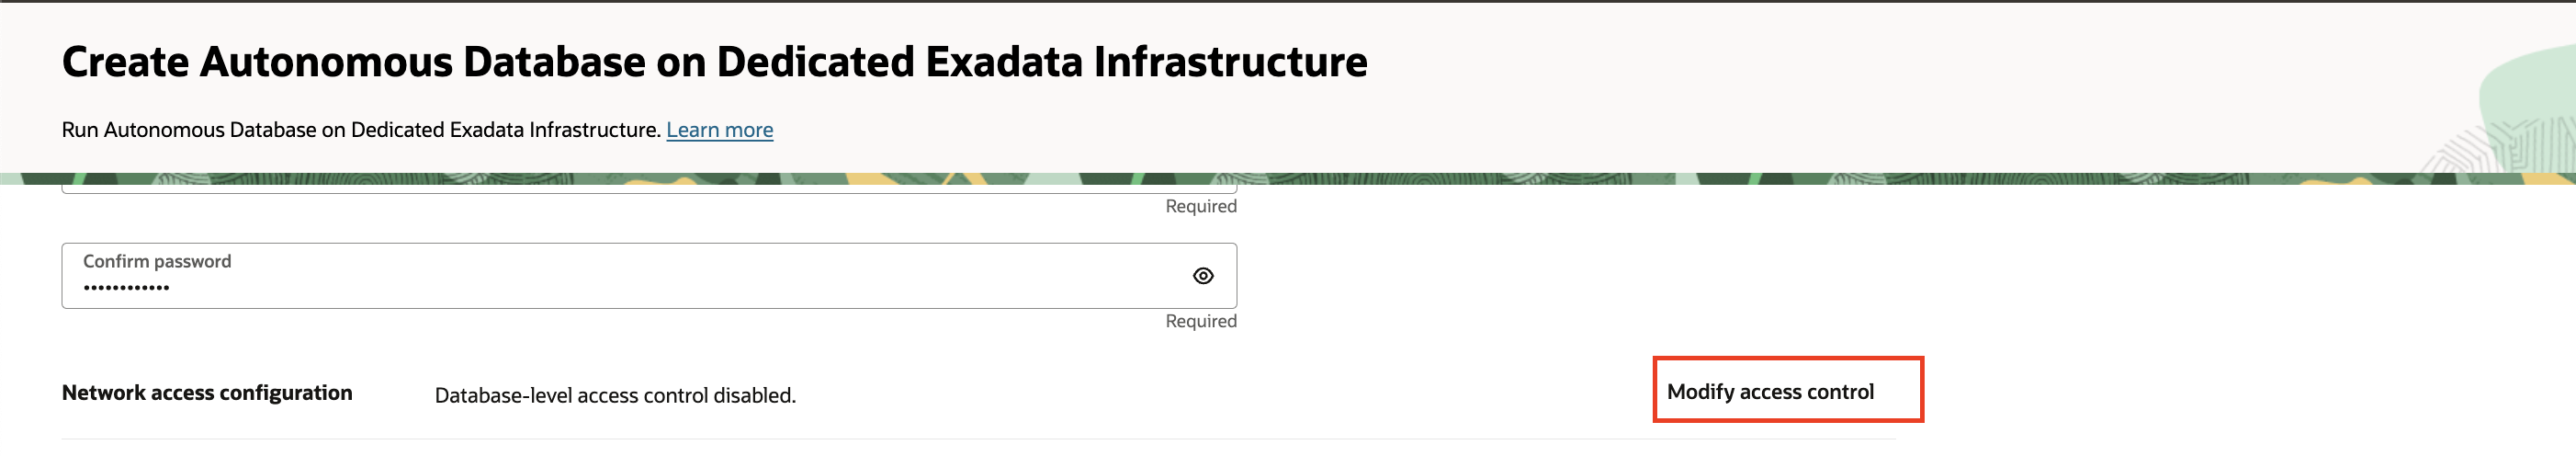 Create Autonomous Database on Dedicated Exadata Infrastructure
Run Autonomous Database on Dedicated Exadata Infrastructure. Learn more
Required
Confirm password
••••••••••••
Required
Network access configuration Database-level access control disabled. Modify access control